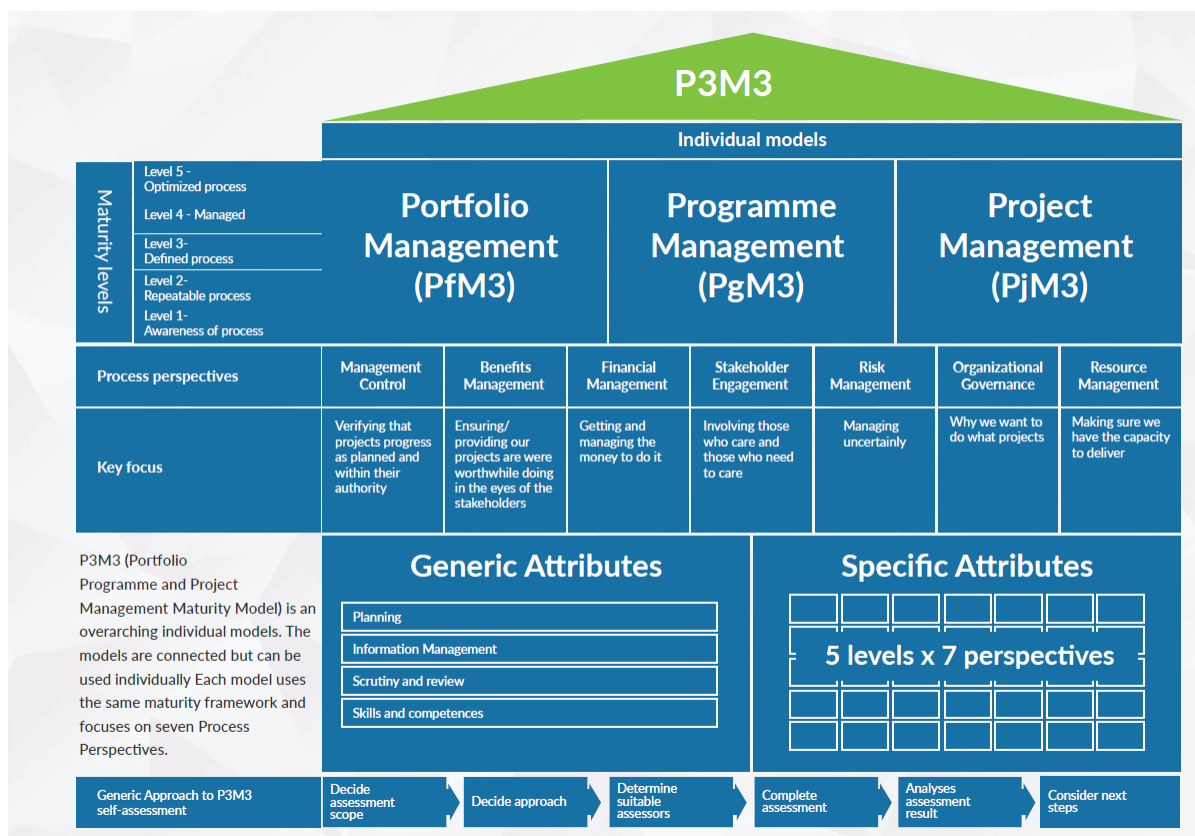 P3M3
Individual models
Maturity levels
Level 5 -
Optimized process
Level 4 - Managed
Level 3-
Defined process
Level 2-
Repeatable process
Level 1-
Awareness of process
Portfolio
Management
(PfM3)
Programme
Management
(PgM3)
Project
Management
(PjM3)
Process perspectives
Management
Control
Benefits
Management
Financial
Management
Stakeholder
Engagement
Risk
Management
Organizational
Governance
Resource
Management
Key focus
Verifying that
projects progress
as planned and
within their
authority
Ensuring/
providing our
projects are were
worthwhile doing
in the eyes of the
stakeholders
Getting and
managing the
money to do it
Involving those
who care and
those who need
to care
Managing
uncertainly
Why we want to
do what projects
Making sure we
have the capacity
to deliver
P3M3 (Portfolio
Programme and Project
Management Maturity Model) is an
overarching individual models. The
models are connected but can be
used individually Each model uses
the same maturity framework and
focuses on seven Process
Perspectives.
Generic Attributes
Planning
Information Management
Scrutiny and review
Skills and competences
Specific Attributes
5 levels x 7 perspectives
Generic Approach to P3M3
self-assessment
Decide
assessment
scope
Decide approach
Determine
suitable
assessors
Complete
assessment
Analyses
assessment
result
Consider next
steps